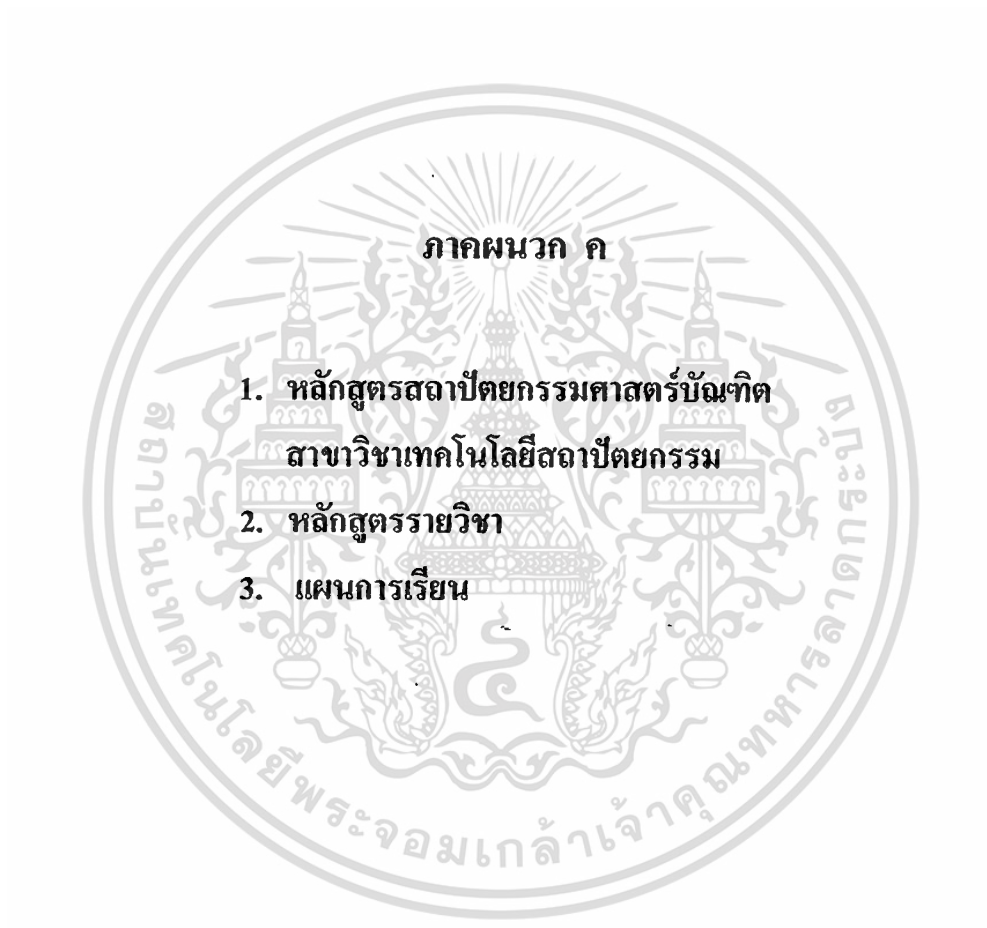 ภาคผนวก ค
1. หลักสูตรสถาปัตยกรรมศาสตร์บัณฑิต
สาขาวิชาเทคโนโลยีสถาปัตยกรรม
2. หลักสูตรรายวิชา
3. แผนการเรียน
สถาบันเทคโนโลยีพระจอมเกล้าเจ้าคุณทหารลาดกระบัง